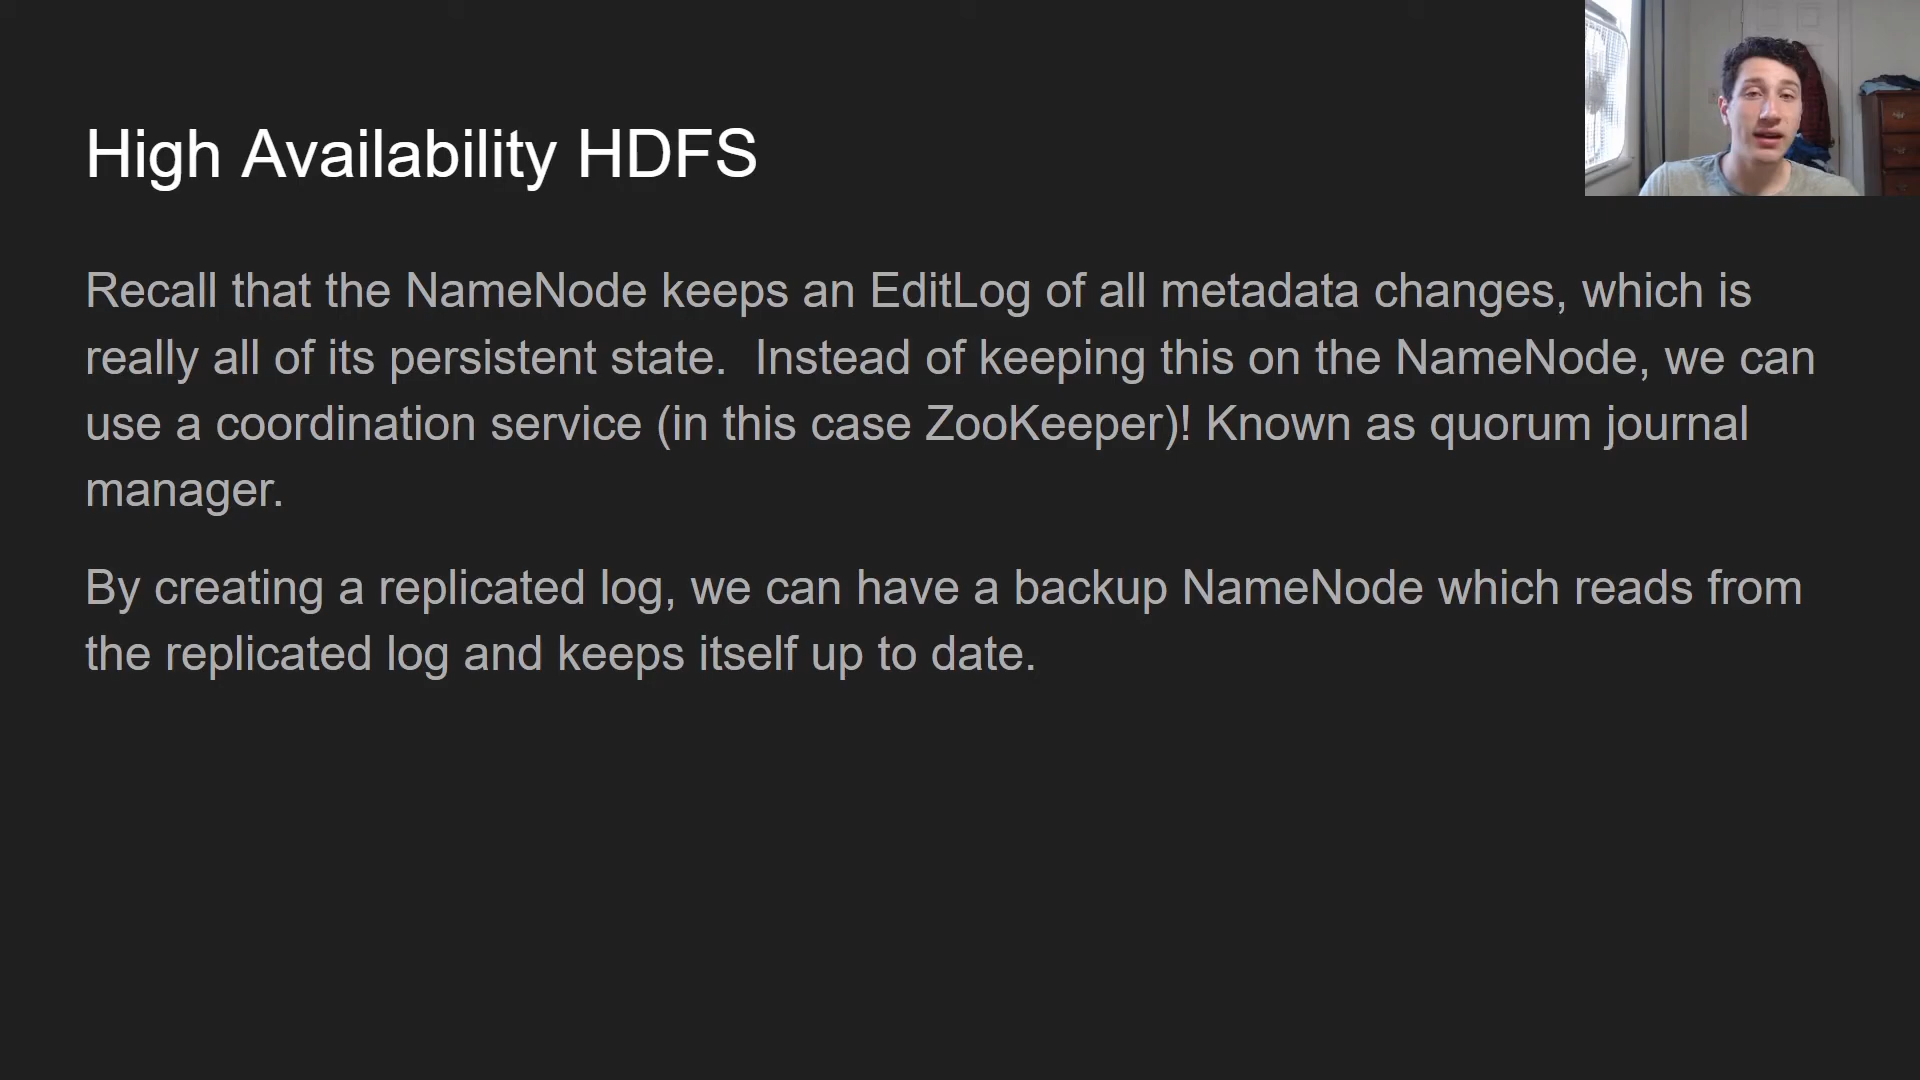 High Availability HDFS
Recall that the NameNode keeps an EditLog of all metadata changes, which is
really all of its persistent state.  Instead of keeping this on the NameNode, we can
use a coordination service (in this case ZooKeeper)! Known as quorum journal
manager.
By creating a replicated log, we can have a backup NameNode which reads from
the replicated log and keeps itself up to date.